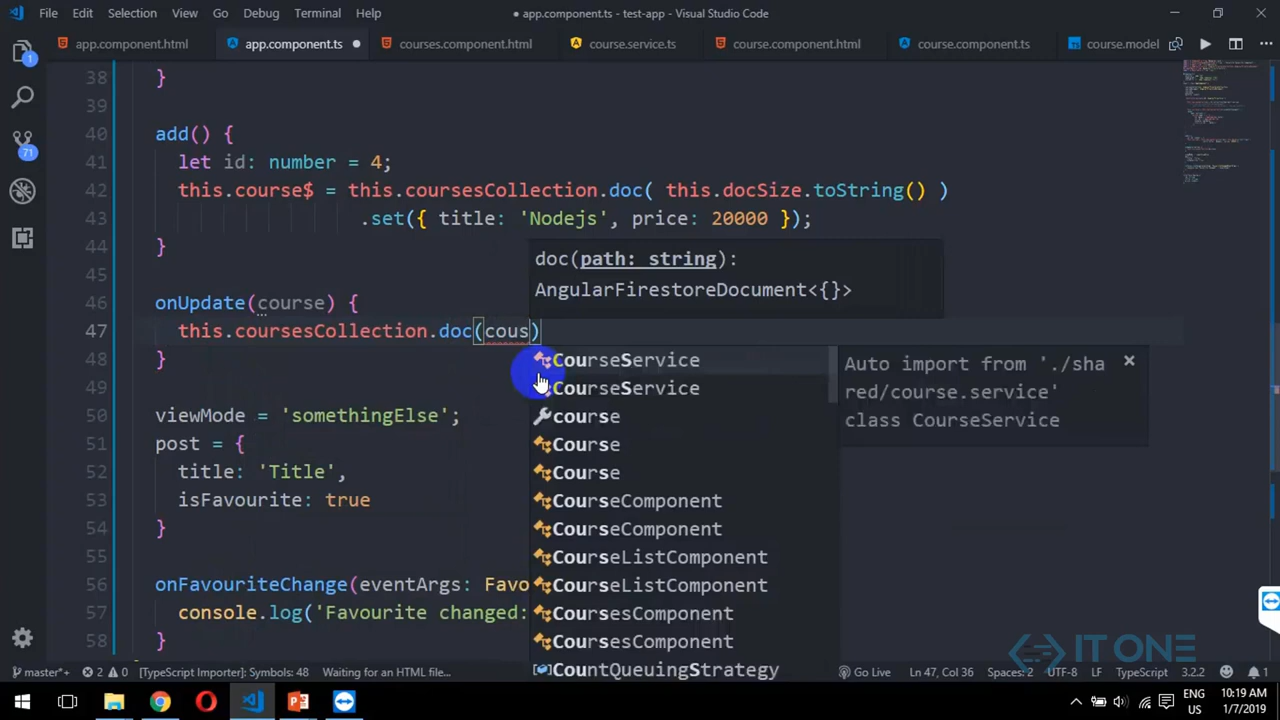 File Edit Selection View Go Debug Terminal Help
● app.component.ts - test-app - Visual Studio Code
app.component.html app.component.ts ● courses.component.html course.service.ts course.component.html course.component.ts course.model
1
71
38 }
39
40 add() {
41 let id: number = 4;
42 this.course$ = this.coursesCollection.doc( this.docSize.toString() )
43 .set({ title: 'Nodejs', price: 20000 });
44 }
45
doc(path: string):
AngularFirestoreDocument<{}>
46 onUpdate(course) {
47 this.coursesCollection.doc(cous)
48 }
49
50 viewMode = 'somethingElse';
51 post = {
52 title: 'Title',
53 isFavourite: true
54 }
55
56 onFavouriteChange(eventArgs: Favo
57 console.log('Favourite changed:
58 }
CourseService
CourseService
course
Course
Course
CourseComponent
CourseComponent
CourseListComponent
CourseListComponent
CoursesComponent
CoursesComponent
CountQueuingStrategy
Auto import from './sha
red/course.service'
class CourseService
IT ONE
master*+ 2 0 [TypeScript Importer]: Symbols: 48 Waiting for an HTML file... Go Live Ln 47, Col 36 Spaces: 2 UTF-8 LF TypeScript 3.2.2 1
ENG
US
10:19 AM
1/7/2019